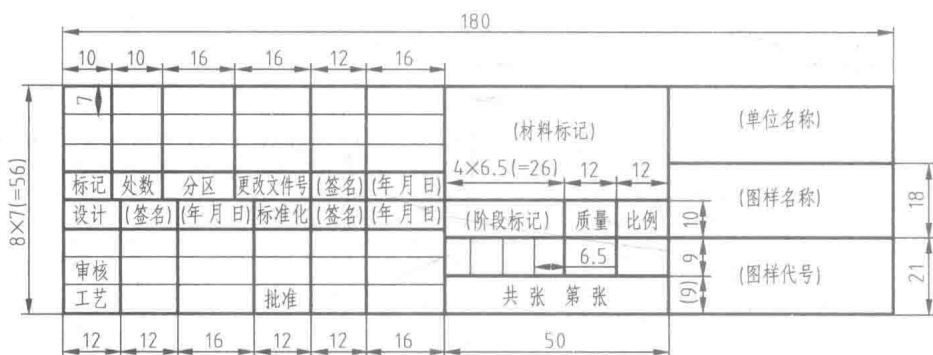 180
10 10 16 16 12 16
7
(材料标记)
(单位名称)
8×7(=56)
4×6.5(=26) 12 12
标记 处数 分区 更改文件号 (签名) (年月日)
(图样名称)
18
设计 (签名) (年月日) 标准化 (签名) (年月日)
(阶段标记) 质量 比例
10
6.5
9
审核
(图样代号)
21
工艺 批准
共 张 第 张
(9)
12 12 16 12 12 16 50